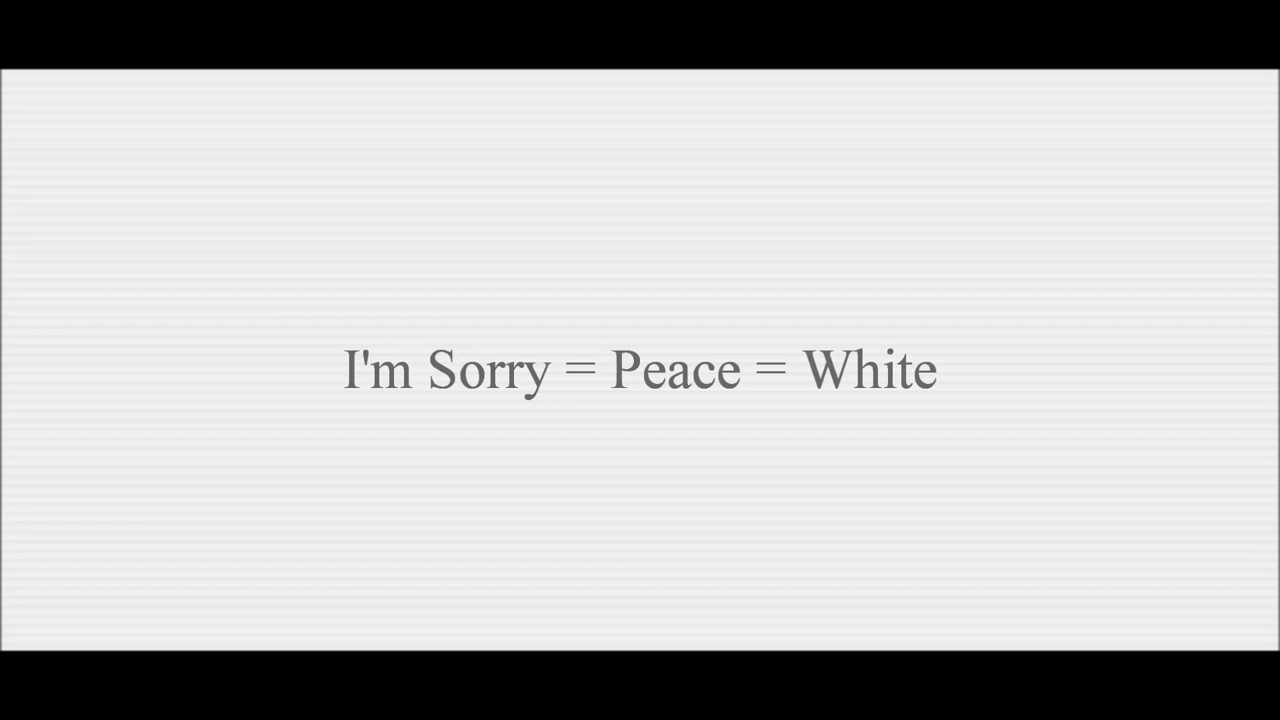 I'm Sorry = Peace = White